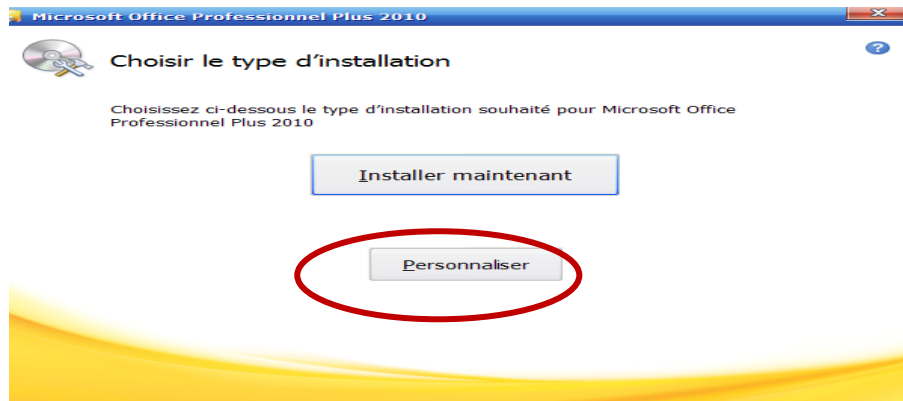 Microsoft Office Professionnel Plus 2010
Choisir le type d’installation
Choisissez ci-dessous le type d’installation souhaité pour Microsoft Office
Professionnel Plus 2010
Installer maintenant
Personnaliser